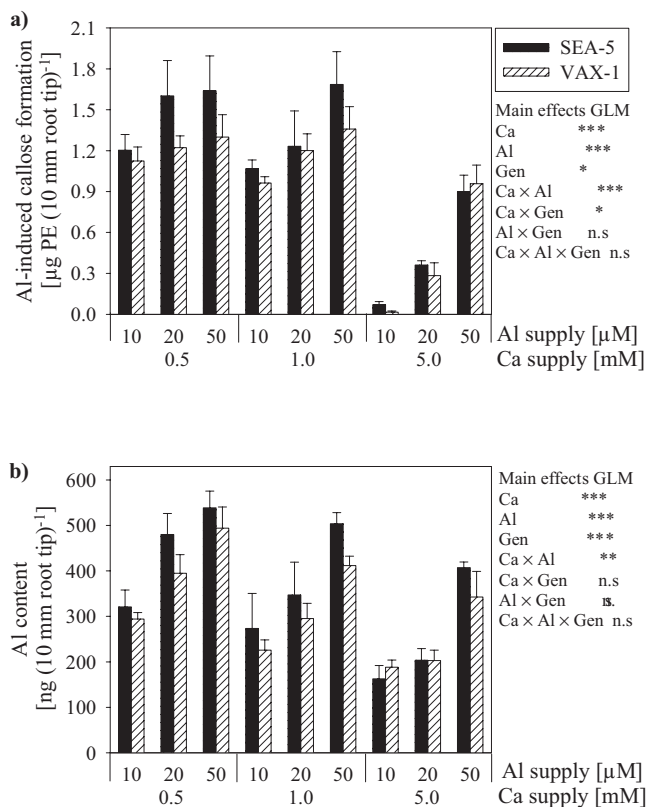 a)
Al-induced callose formation
[µg PE (10 mm root tip)-1]
2.1
1.8
1.5
1.2
0.9
0.6
0.3
0.0
SEA-5
VAX-1
Main effects GLM
Ca ***
Al ***
Gen *
Ca × Al ***
Ca × Gen *
Al × Gen n.s
Ca × Al × Gen n.s
10 20 50 10 20 50 10 20 50 Al supply [µM]
0.5 1.0 5.0 Ca supply [mM]
b)
Al content
[ng (10 mm root tip)-1]
600
500
400
300
200
100
0
Main effects GLM
Ca ***
Al ***
Gen ***
Ca × Al **
Ca × Gen n.s
Al × Gen
Ca × Al × Gen n.s
10 20 50 10 20 50 10 20 50 Al supply [µM]
0.5 1.0 5.0 Ca supply [mM]